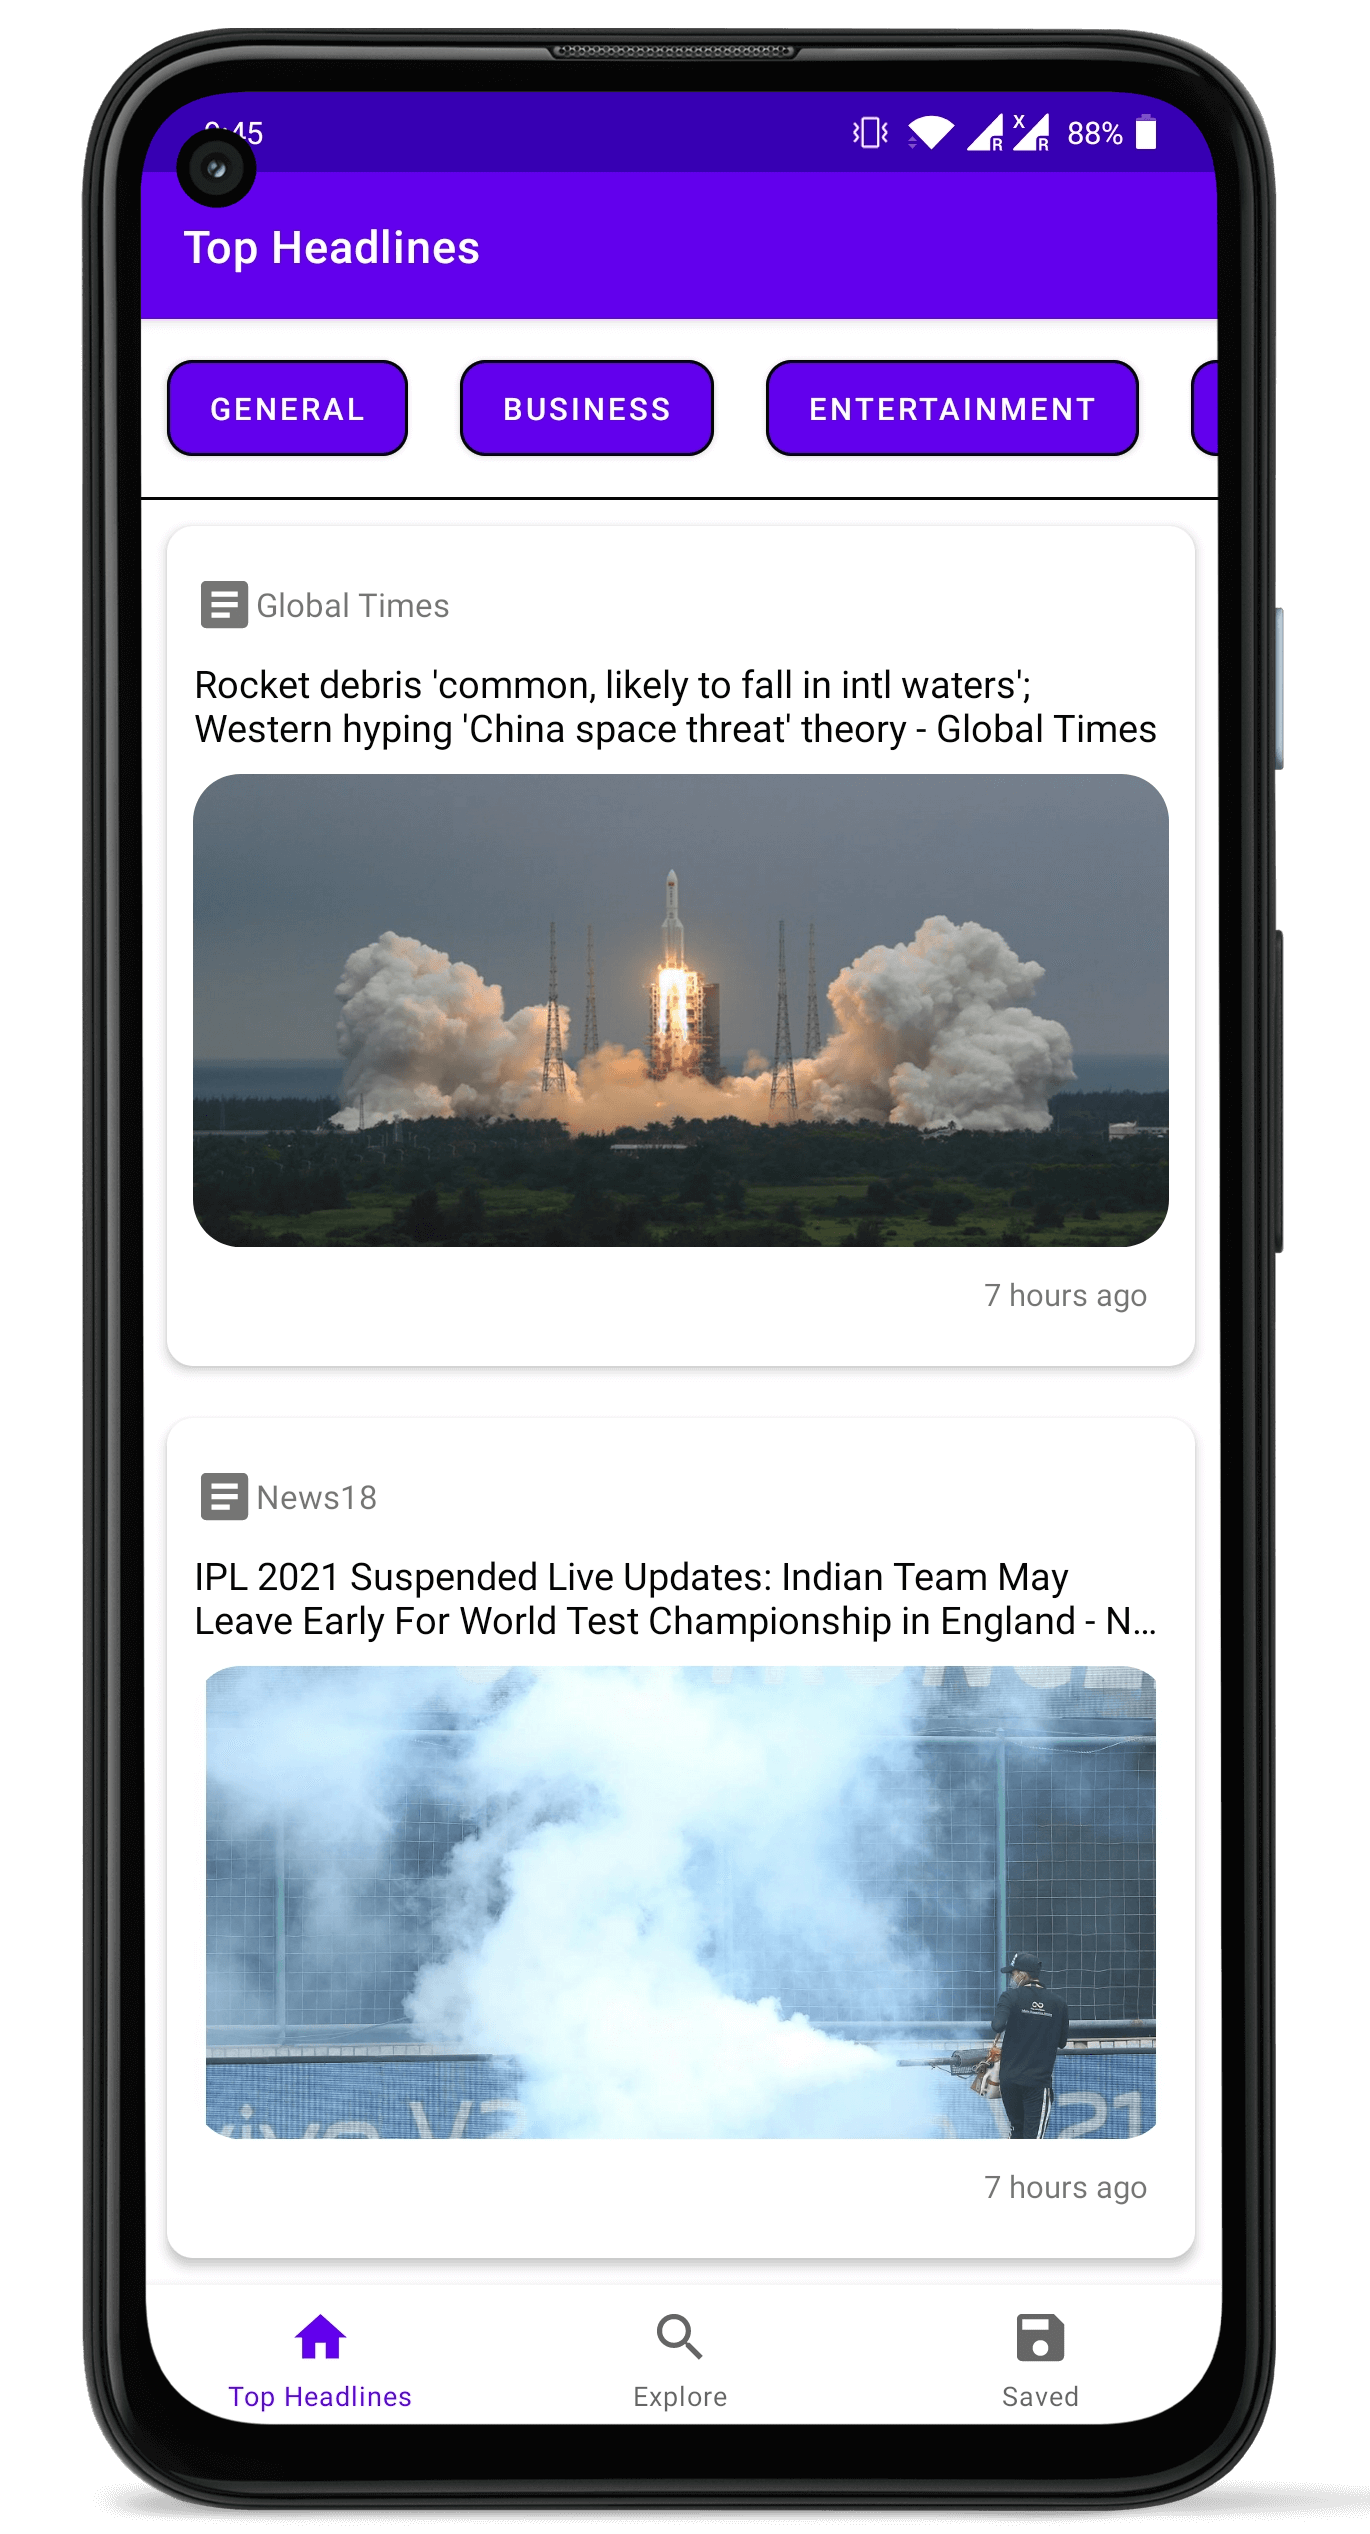 :45 88%
Top Headlines
GENERAL BUSINESS ENTERTAINMENT
Global Times
Rocket debris 'common, likely to fall in intl waters';
Western hyping 'China space threat' theory - Global Times
7 hours ago
News18
IPL 2021 Suspended Live Updates: Indian Team May
Leave Early For World Test Championship in England - N...
21
7 hours ago
Top Headlines Explore Saved